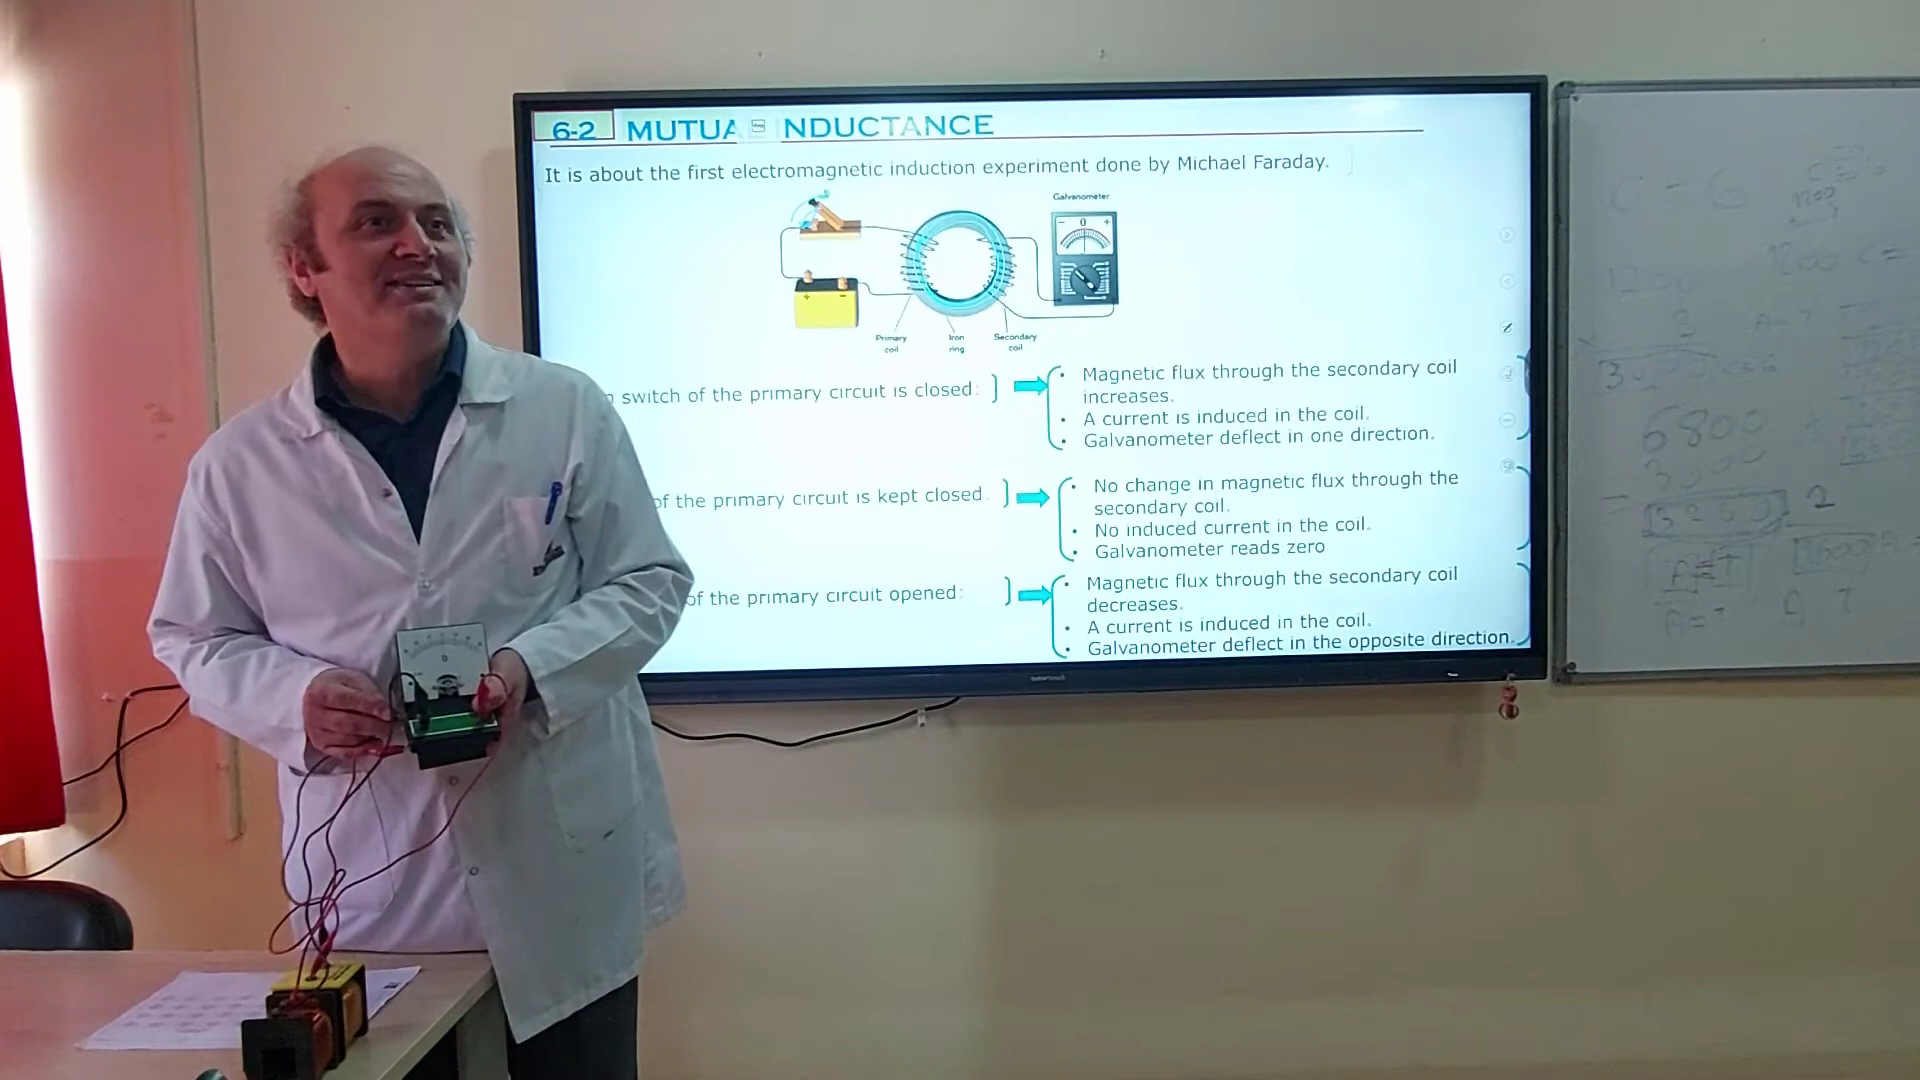 6-2 MUTUA NDUCTANCE
It is about the first electromagnetic induction experiment done by Michael Faraday.
Galvanometer
- 0 +
+ -
Primary coil
Iron ring
Secondary coil
switch of the primary circuit is closed:
• Magnetic flux through the secondary coil
increases.
• A current is induced in the coil.
• Galvanometer deflect in one direction.
of the primary circuit is kept closed.
• No change in magnetic flux through the
secondary coil.
• No induced current in the coil.
• Galvanometer reads zero
of the primary circuit opened:
• Magnetic flux through the secondary coil
decreases.
• A current is induced in the coil.
• Galvanometer deflect in the opposite direction.
6800
2